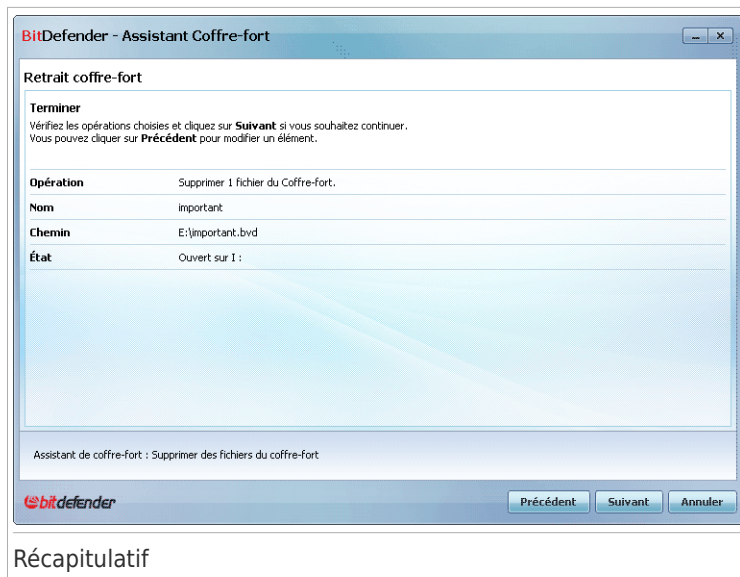 BitDefender - Assistant Coffre-fort
Retrait coffre-fort
Terminer
Vérifiez les opérations choisies et cliquez sur Suivant si vous souhaitez continuer.
Vous pouvez cliquer sur Précédent pour modifier un élément.
Opération Supprimer 1 fichier du Coffre-fort.
Nom important
Chemin E:\important.bvd
État Ouvert sur I :
Assistant de coffre-fort : Supprimer des fichiers du coffre-fort
bitdefender Précédent Suivant Annuler
Récapitulatif